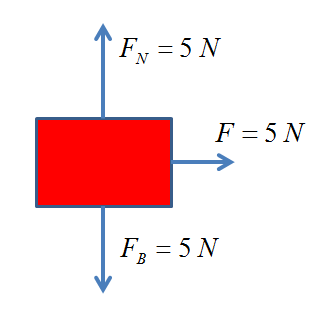 F_N = 5 N
F = 5 N
F_B = 5 N